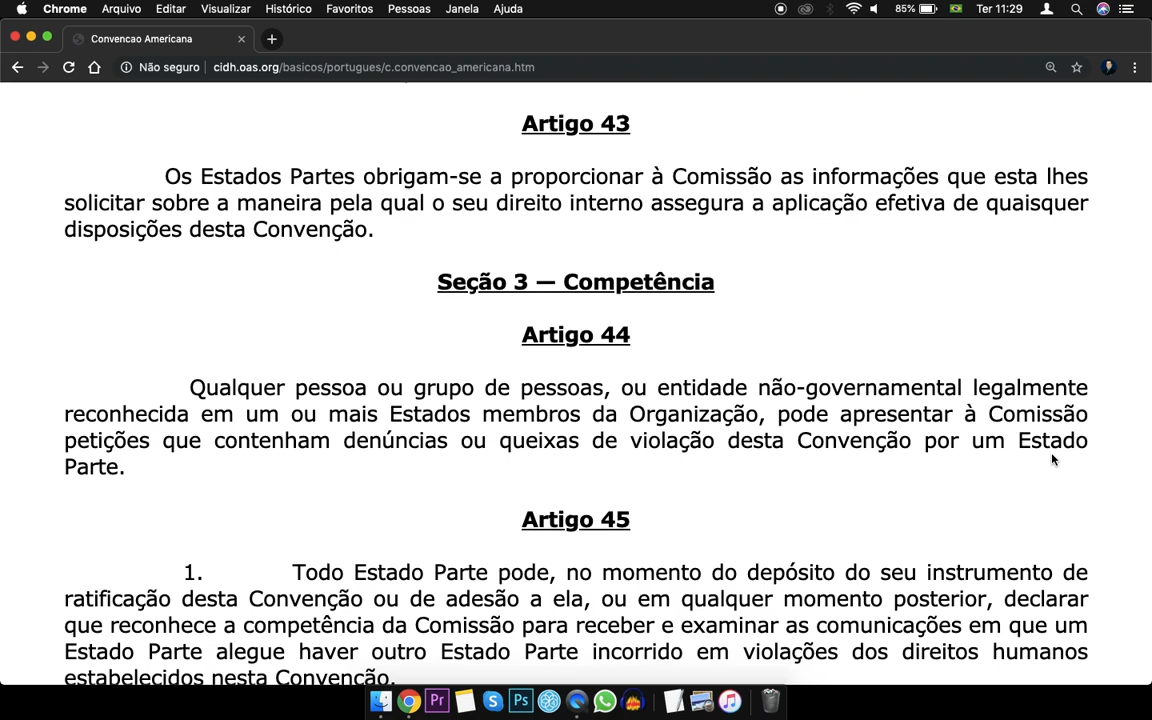 Chrome Arquivo Editar Visualizar Histórico Favoritos Pessoas Janela Ajuda 85% Ter 11:29
Convencao Americana
Não seguro cidh.oas.org/basicos/portugues/c.convencao_americana.htm
Artigo 43
Os Estados Partes obrigam-se a proporcionar à Comissão as informações que esta lhes
solicitar sobre a maneira pela qual o seu direito interno assegura a aplicação efetiva de quaisquer
disposições desta Convenção.
Seção 3 — Competência
Artigo 44
Qualquer pessoa ou grupo de pessoas, ou entidade não-governamental legalmente
reconhecida em um ou mais Estados membros da Organização, pode apresentar à Comissão
petições que contenham denúncias ou queixas de violação desta Convenção por um Estado
Parte.
Artigo 45
1. Todo Estado Parte pode, no momento do depósito do seu instrumento de
ratificação desta Convenção ou de adesão a ela, ou em qualquer momento posterior, declarar
que reconhece a competência da Comissão para receber e examinar as comunicações em que um
Estado Parte alegue haver outro Estado Parte incorrido em violações dos direitos humanos
estabelecidos nesta Convenção.
Pr S Ps